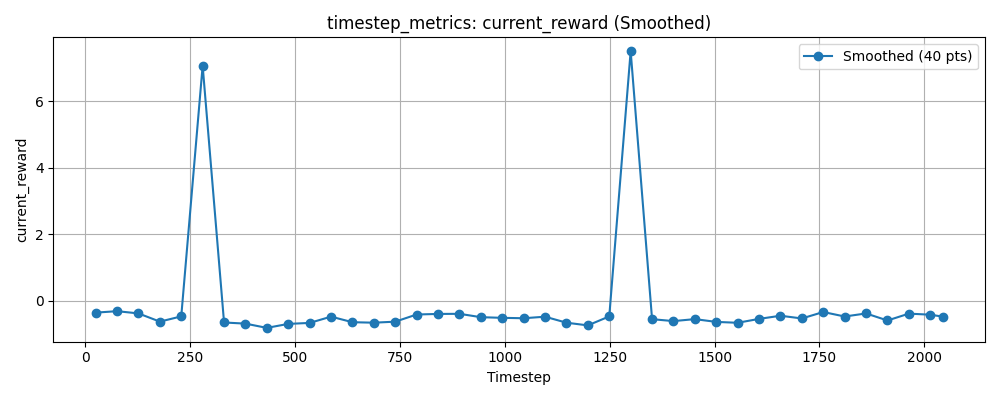 timestep_metrics: current_reward (Smoothed)
Smoothed (40 pts)
6
4
2
0
current_reward
0 250 500 750 1000 1250 1500 1750 2000
Timestep